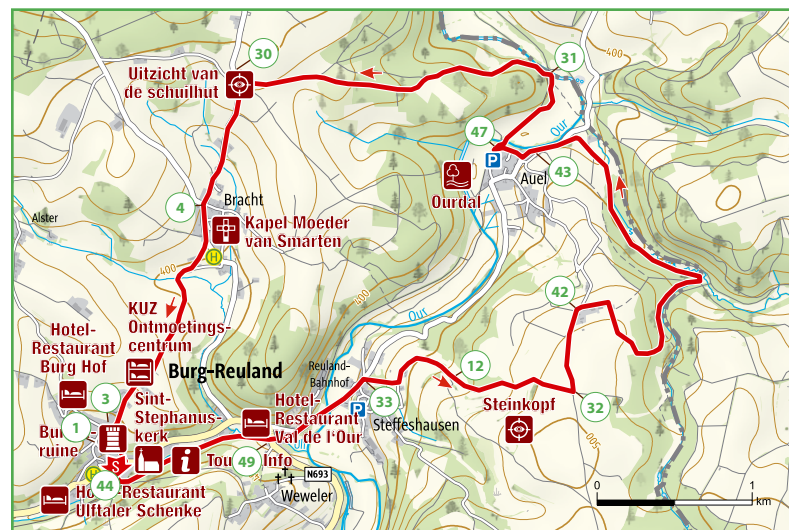 30
31
400
Uitzicht van
de schuilhut
47
Our
P
43
Auel
Ourdal
4
Bracht
Alster
Kapel Moeder
van Smarten
H
400
42
400
Our
KUZ
Ontmoetings-
centrum
Hotel-
Restaurant
Burg Hof
Burg-Reuland
Reuland-
Bahnhof
12
Sint-
Stephanus-
kerk
Hotel-
Restaurant
Val de l'Our
3
1
P
33
Steffeshausen
Steinkopf
32
500
ruine
S
i
Tou
49
Info
H
44
N693
Weweler
Restaurant
Ulftaler Schenke
0
1
km